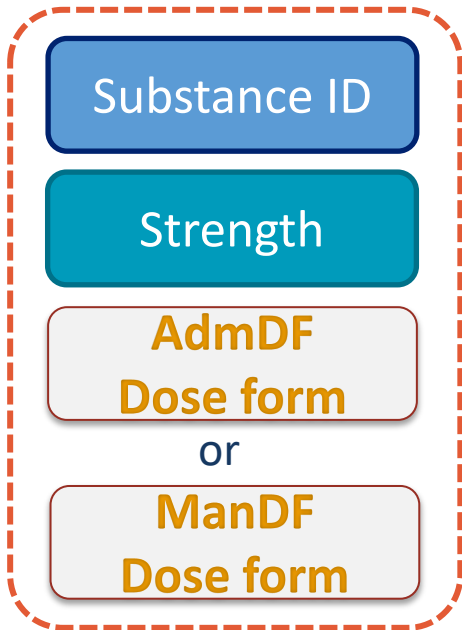 Substance ID
Strength
AdmDF
Dose form
or
ManDF
Dose form